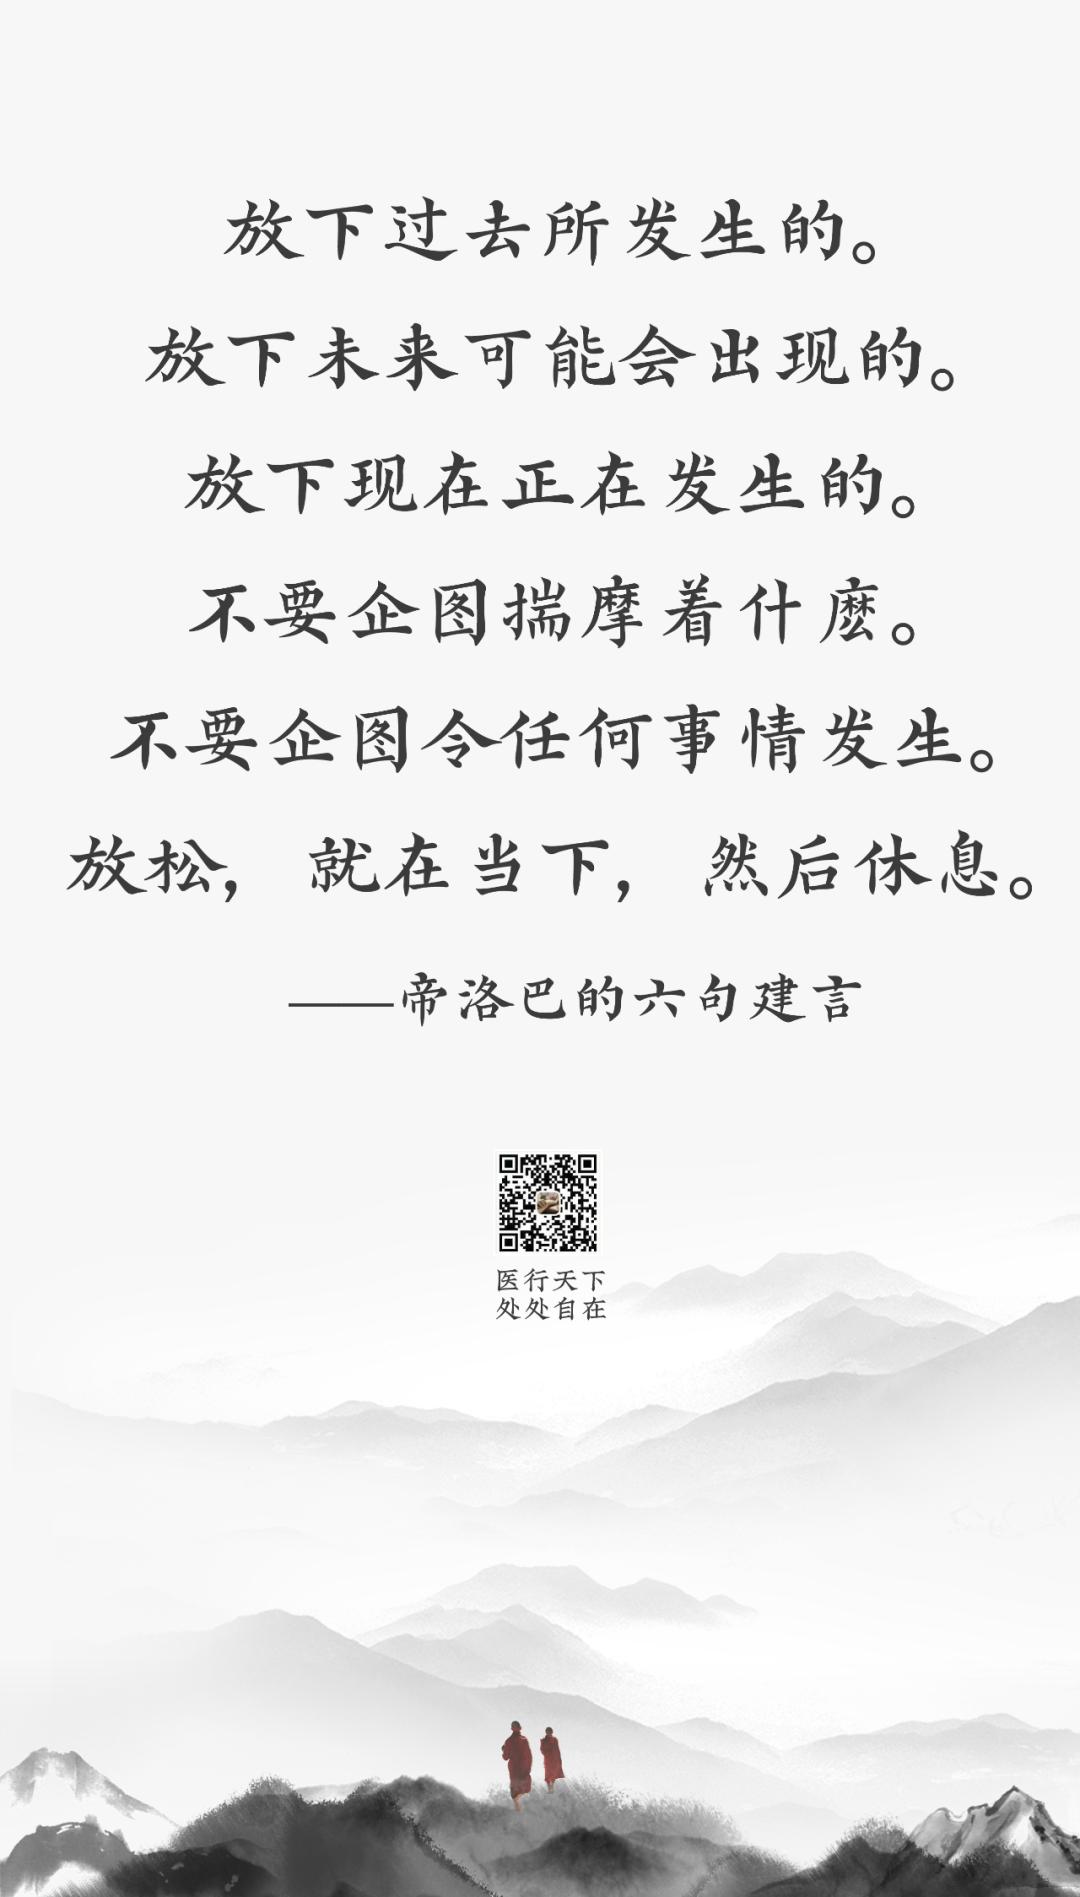 放下过去所发生的。
放下未来可能会出现的。
放下现在正在发生的。
不要企图揣摩着什麽。
不要企图令任何事情发生。
放松，就在当下，然后休息。
——帝洛巴的六句建言
医行天下
处处自在